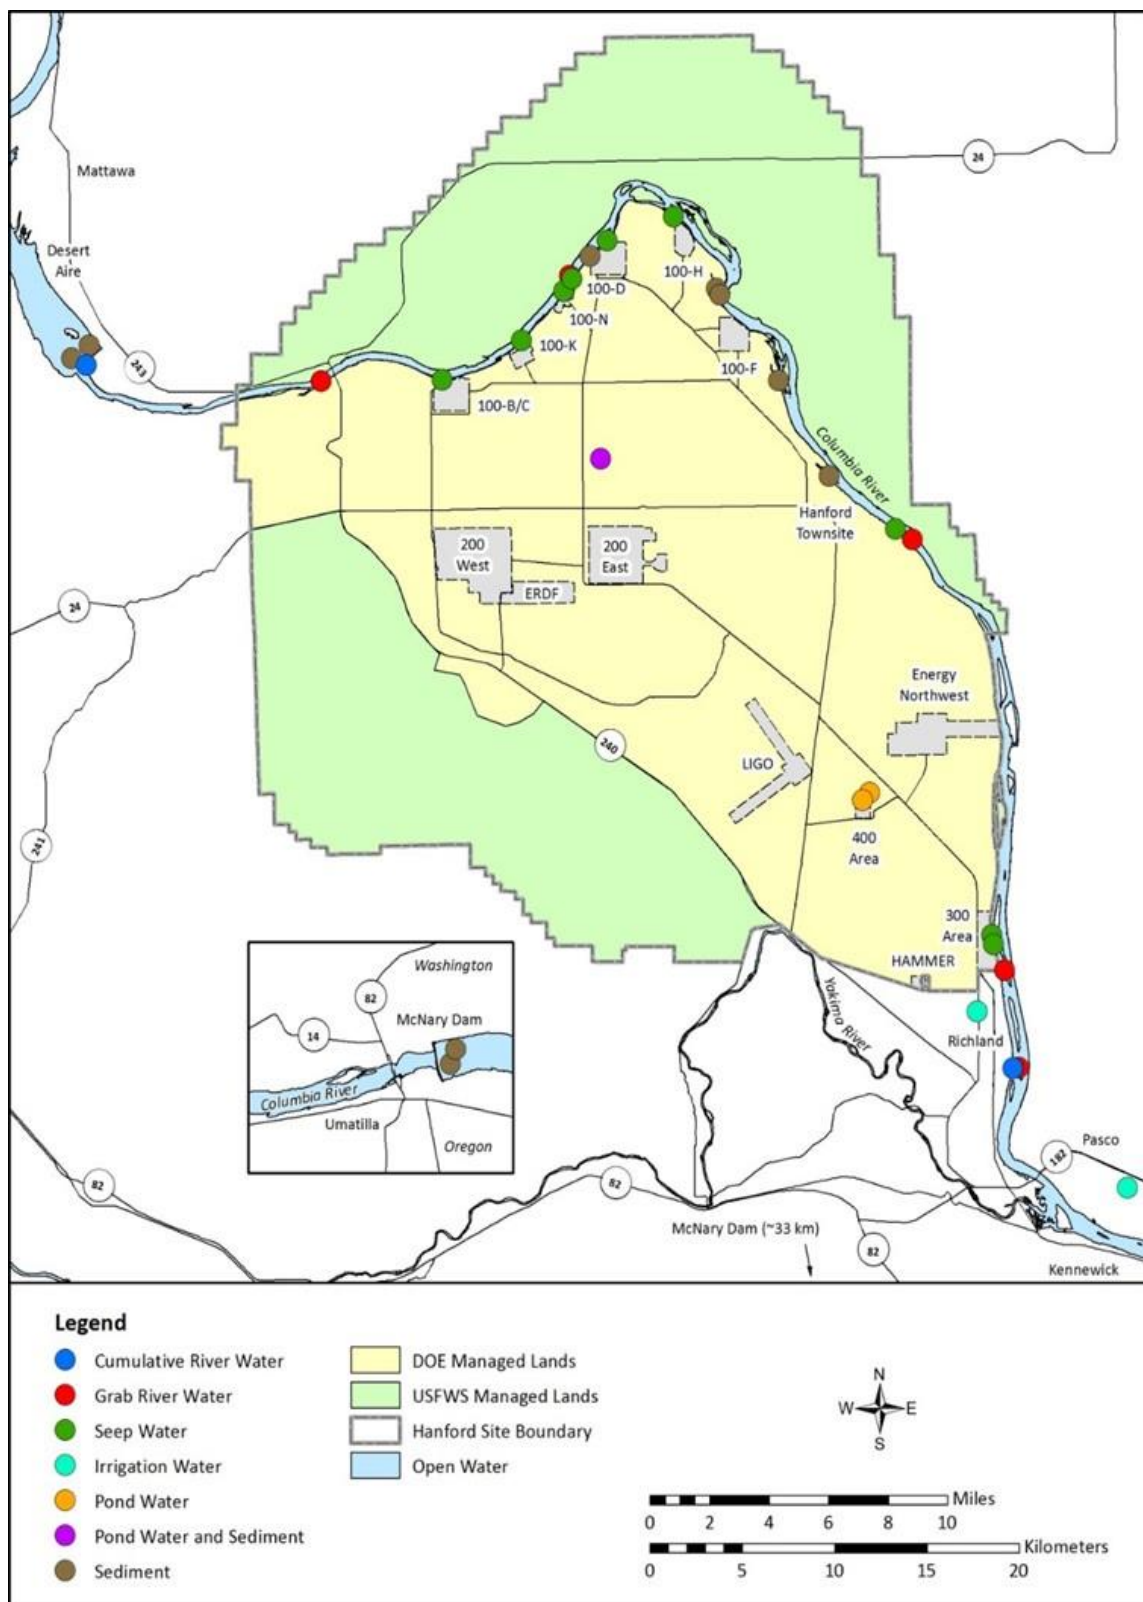 24
Mattawa
Desert
Aire
243
100-H
100-D
100-N
100-K
100-F
100-B/C
Columbia River
Hanford
Townsite
200
West
200
East
ERDF
24
Energy
Northwest
240
LIGO
241
400
Area
300
Area
HAMMER
Washington
82
McNary Dam
14
Columbia River
Umatilla
Oregon
Yakima River
Richland
Pasco
182
82
82
McNary Dam (~33 km)
82
Kennewick
Legend
Cumulative River Water
Grab River Water
Seep Water
Irrigation Water
Pond Water
Pond Water and Sediment
Sediment
DOE Managed Lands
USFWS Managed Lands
Hanford Site Boundary
Open Water
N
W E
S
Miles
0 2 4 6 8 10
Kilometers
0 5 10 15 20